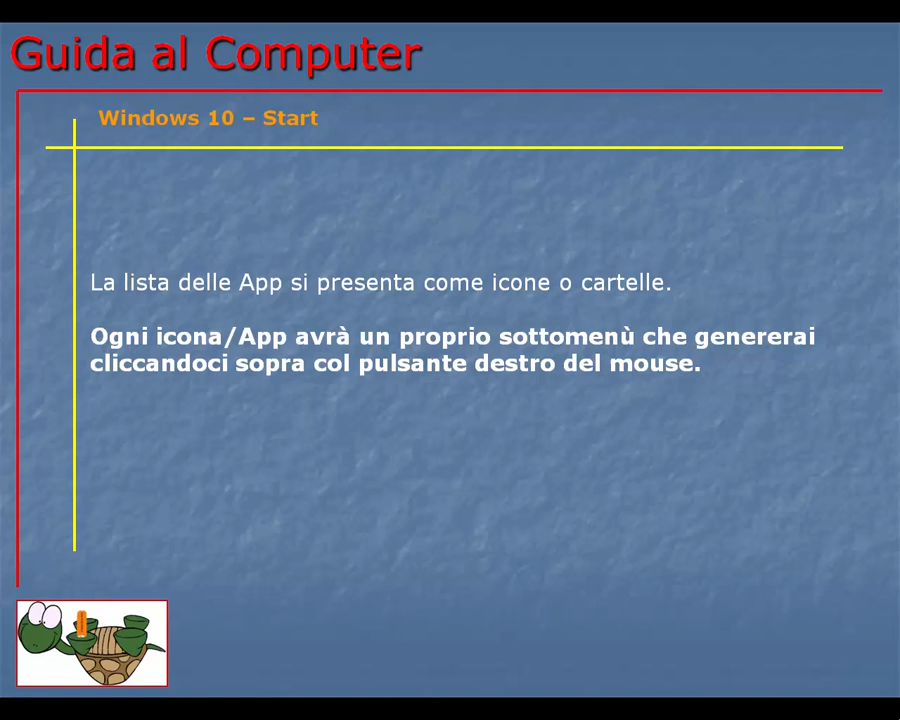 Guida al Computer
Windows 10 – Start
La lista delle App si presenta come icone o cartelle.
Ogni icona/App avrà un proprio sottomenù che genererai
cliccandoci sopra col pulsante destro del mouse.